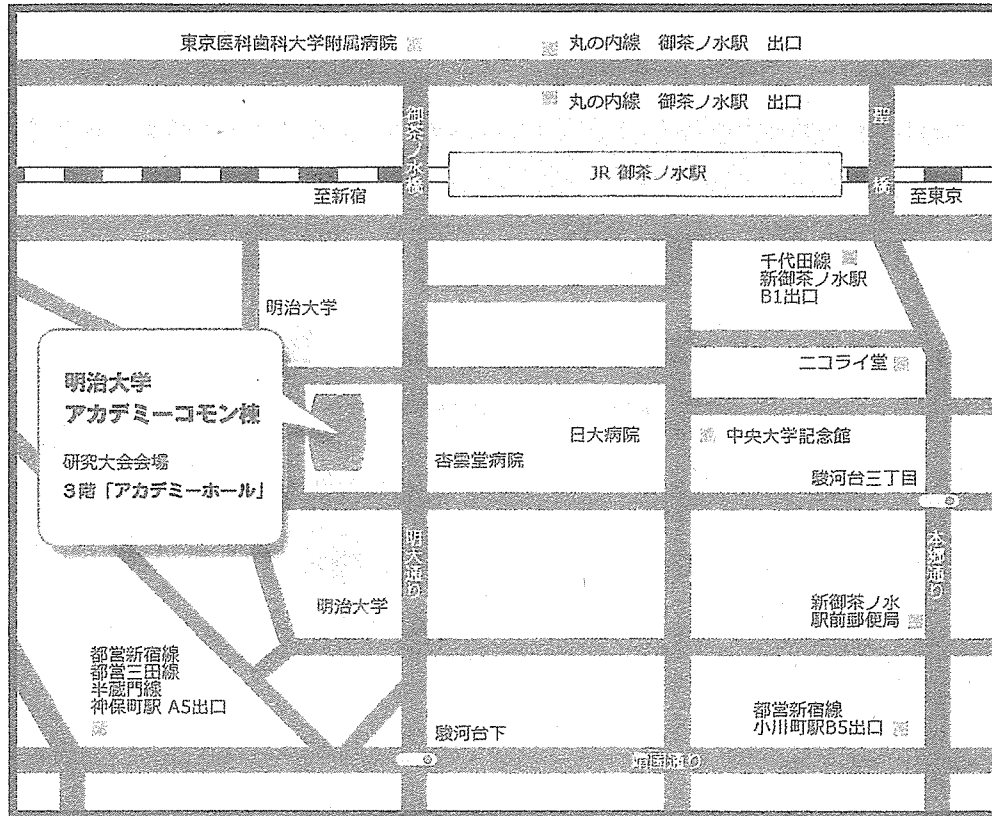 東京医科歯科大学附属病院
丸の内線 御茶ノ水駅 出口
丸の内線 御茶ノ水駅 出口
御茶ノ水橋
聖橋
JR 御茶ノ水駅
至新宿
至東京
千代田線
新御茶ノ水駅
B1出口
明治大学
ニコライ堂
明治大学
アカデミーコモン棟
研究大会会場
3階「アカデミーホール」
日大病院
中央大学記念館
杏雲堂病院
駿河台三丁目
明大通り
本郷通り
明治大学
新御茶ノ水
駅前郵便局
都営新宿線
都営三田線
半蔵門線
神保町駅 A5出口
都営新宿線
小川町駅B5出口
駿河台下
靖国通り